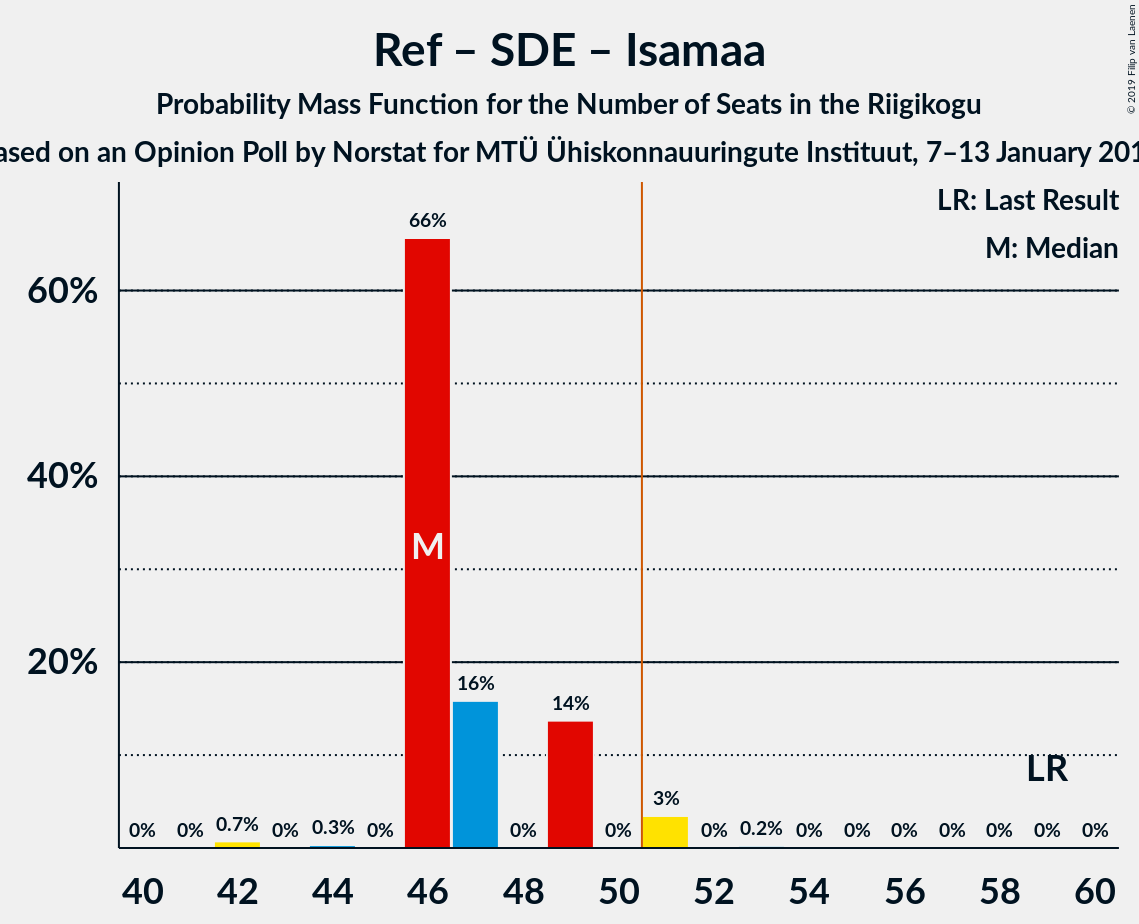 Ref – SDE – Isamaa
Probability Mass Function for the Number of Seats in the Riigikogu
on an Opinion Poll by Norstat for MTÜ Ühiskonnauuringute Instituut, 7–13 January
© 2019 Filip van Laenen
LR: Last Result
M: Median
66%
60%
40%
M
20%
16%
14%
LR
3%
0% 0% 0.7% 0% 0.3% 0% 0% 0% 0% 0.2% 0% 0% 0% 0% 0% 0% 0%
40 42 44 46 48 50 52 54 56 58 60